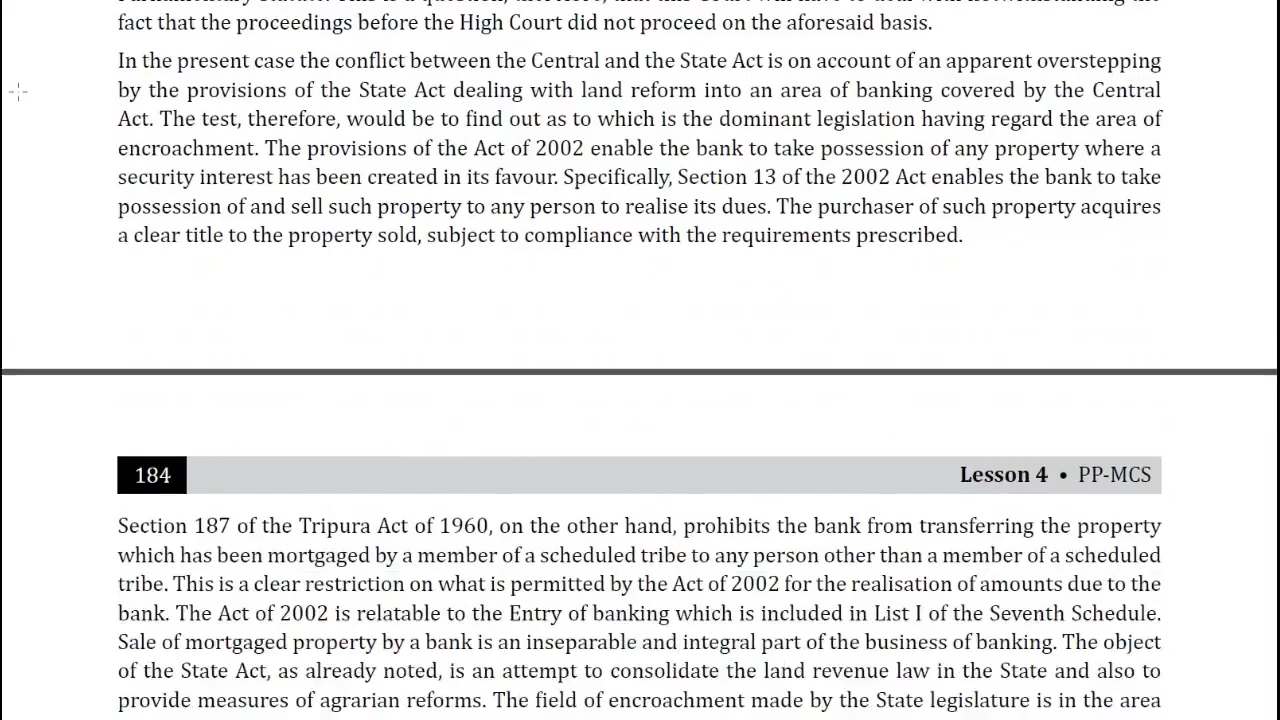 fact that the proceedings before the High Court did not proceed on the aforesaid basis.
In the present case the conflict between the Central and the State Act is on account of an apparent overstepping
by the provisions of the State Act dealing with land reform into an area of banking covered by the Central
Act. The test, therefore, would be to find out as to which is the dominant legislation having regard the area of
encroachment. The provisions of the Act of 2002 enable the bank to take possession of any property where a
security interest has been created in its favour. Specifically, Section 13 of the 2002 Act enables the bank to take
possession of and sell such property to any person to realise its dues. The purchaser of such property acquires
a clear title to the property sold, subject to compliance with the requirements prescribed.
184
Lesson 4 • PP-MCS
Section 187 of the Tripura Act of 1960, on the other hand, prohibits the bank from transferring the property
which has been mortgaged by a member of a scheduled tribe to any person other than a member of a scheduled
tribe. This is a clear restriction on what is permitted by the Act of 2002 for the realisation of amounts due to the
bank. The Act of 2002 is relatable to the Entry of banking which is included in List I of the Seventh Schedule.
Sale of mortgaged property by a bank is an inseparable and integral part of the business of banking. The object
of the State Act, as already noted, is an attempt to consolidate the land revenue law in the State and also to
provide measures of agrarian reforms. The field of encroachment made by the State legislature is in the area